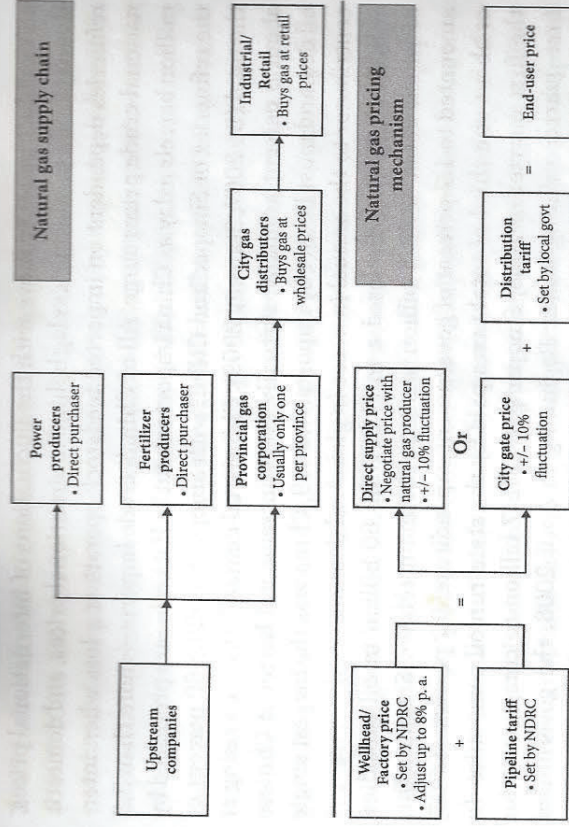 Natural gas supply chain
Upstream
companies
Power
producers
• Direct purchaser
Fertilizer
producers
• Direct purchaser
Provincial gas
corporation
• Usually only one
per province
City gas
distributors
• Buys gas at
wholesale prices
Industrial/
Retail
• Buys gas at retail
prices
Natural gas pricing
mechanism
Wellhead/
Factory price
• Set by NDRC
• Adjust up to 8% p. a.
+
Pipeline tariff
• Set by NDRC
=
Direct supply price
• Negotiate price with
natural gas producer
• +/– 10% fluctuation
Or
City gate price
• +/– 10%
fluctuation
+
Distribution
tariff
• Set by local govt
=
End-user price